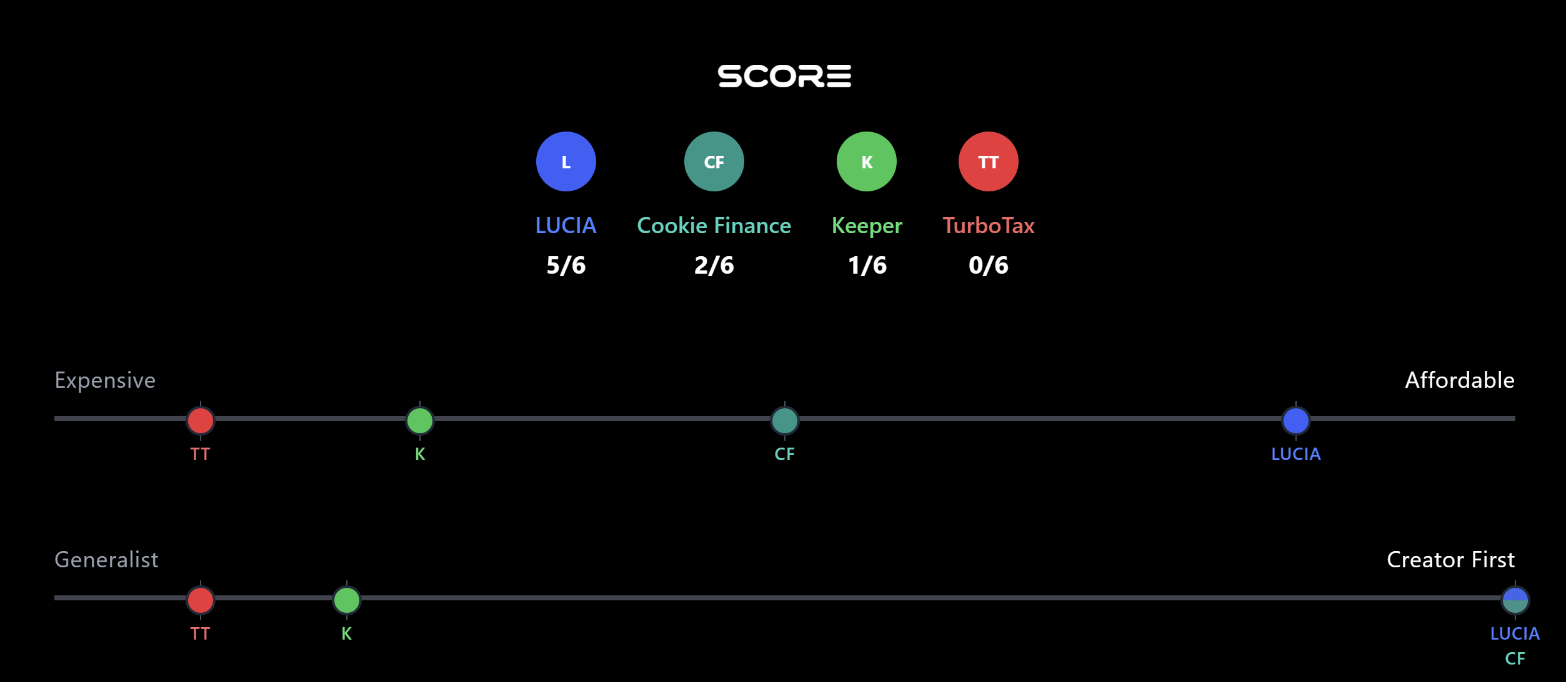 SCORE
L CF K TT
LUCIA Cookie Finance Keeper TurboTax
5/6 2/6 1/6 0/6
Expensive Affordable
TT K CF LUCIA
Generalist Creator First
TT K LUCIA
CF